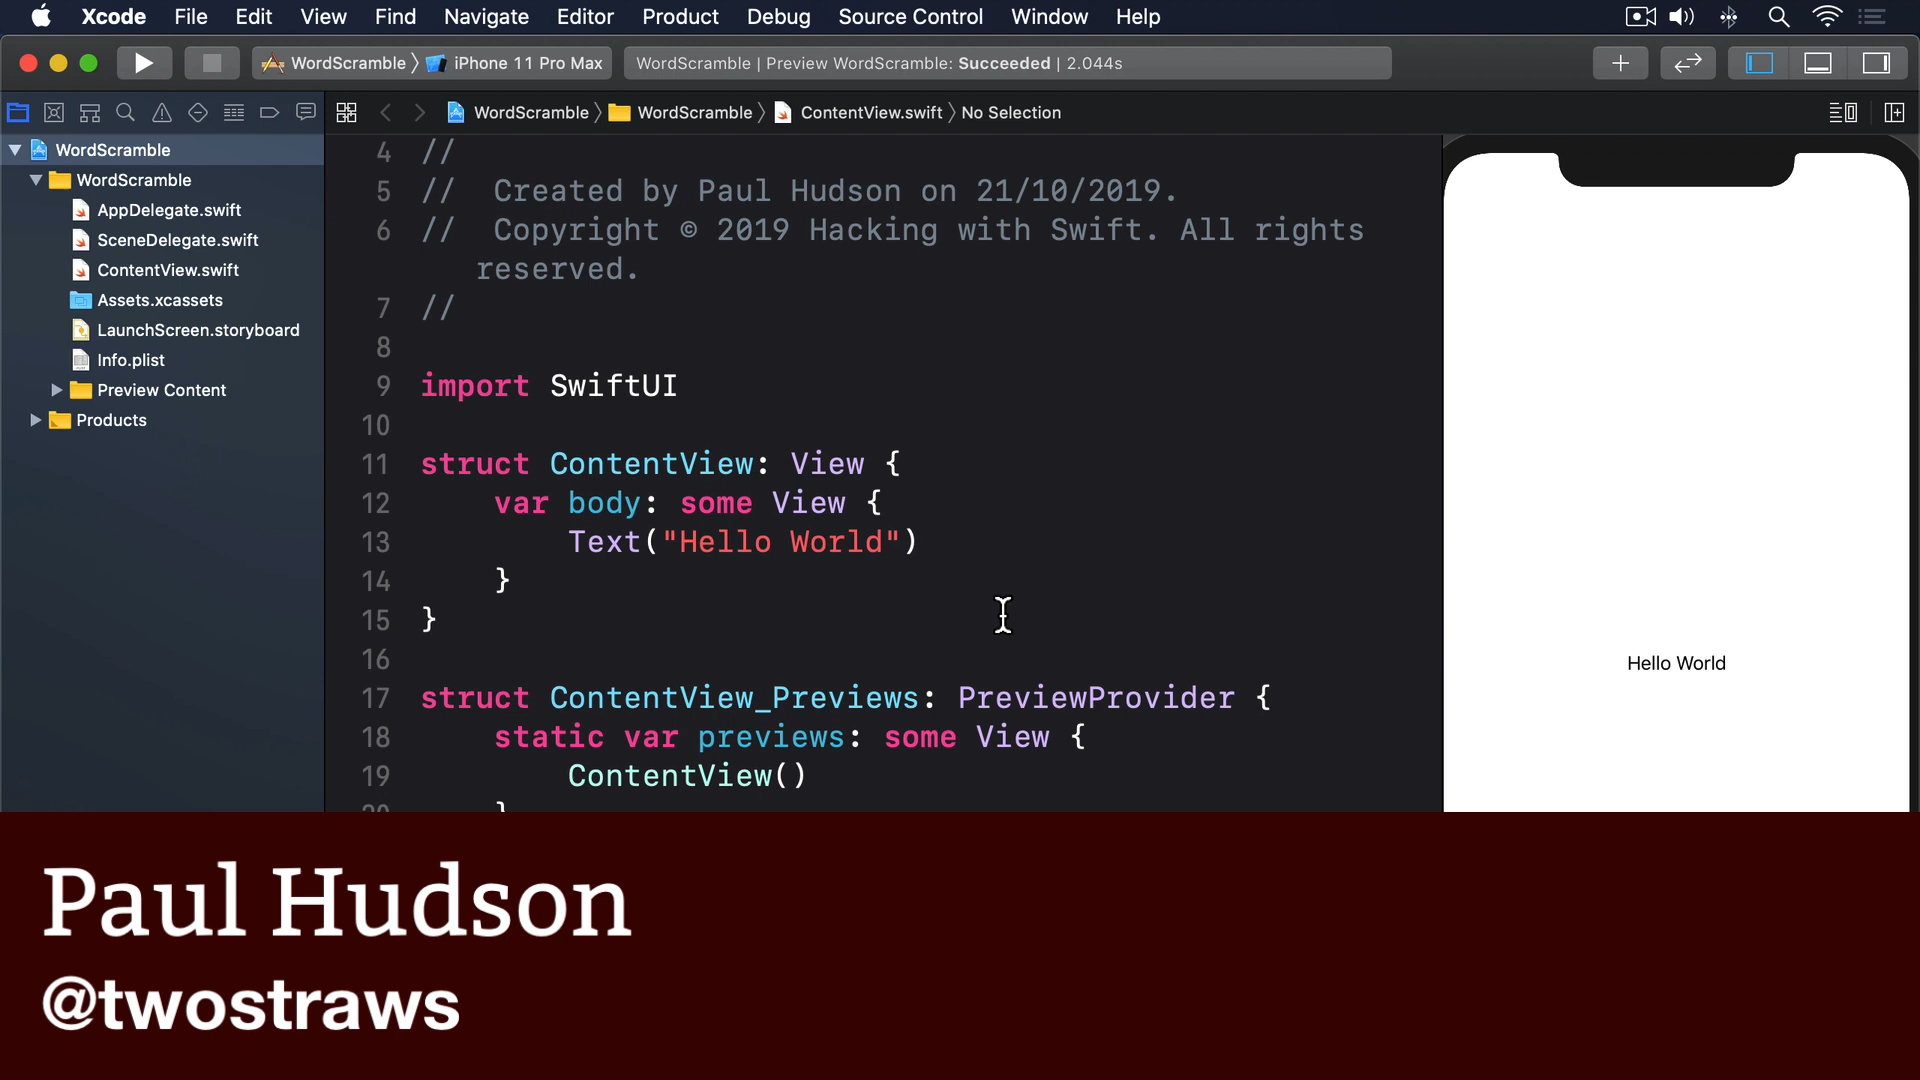 Xcode File Edit View Find Navigate Editor Product Debug Source Control Window Help
WordScramble iPhone 11 Pro Max WordScramble | Preview WordScramble: Succeeded | 2.044s
WordScramble WordScramble ContentView.swift No Selection
WordScramble
WordScramble
AppDelegate.swift
SceneDelegate.swift
ContentView.swift
Assets.xcassets
LaunchScreen.storyboard
Info.plist
Preview Content
Products
4 //
5 // Created by Paul Hudson on 21/10/2019.
6 // Copyright © 2019 Hacking with Swift. All rights
reserved.
7 //
8
9 import SwiftUI
10
11 struct ContentView: View {
12 var body: some View {
13 Text("Hello World")
14 }
15 }
16
17 struct ContentView_Previews: PreviewProvider {
18 static var previews: some View {
19 ContentView()
Hello World
Paul Hudson
@twostraws